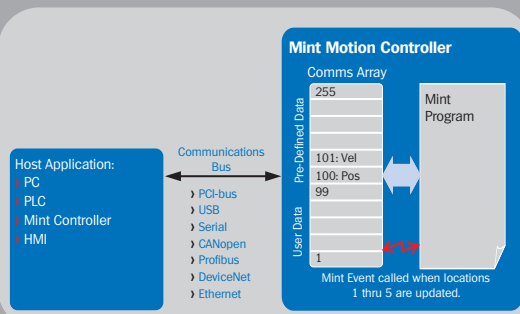 Mint Motion Controller
Comms Array
255
Pre-Defined Data
101: Vel
100: Pos
99
User Data
1
Mint
Program
Mint Event called when locations
1 thru 5 are updated.
Host Application:
› PC
› PLC
› Mint Controller
› HMI
Communications
Bus
› PCI-bus
› USB
› Serial
› CANopen
› Profibus
› DeviceNet
› Ethernet